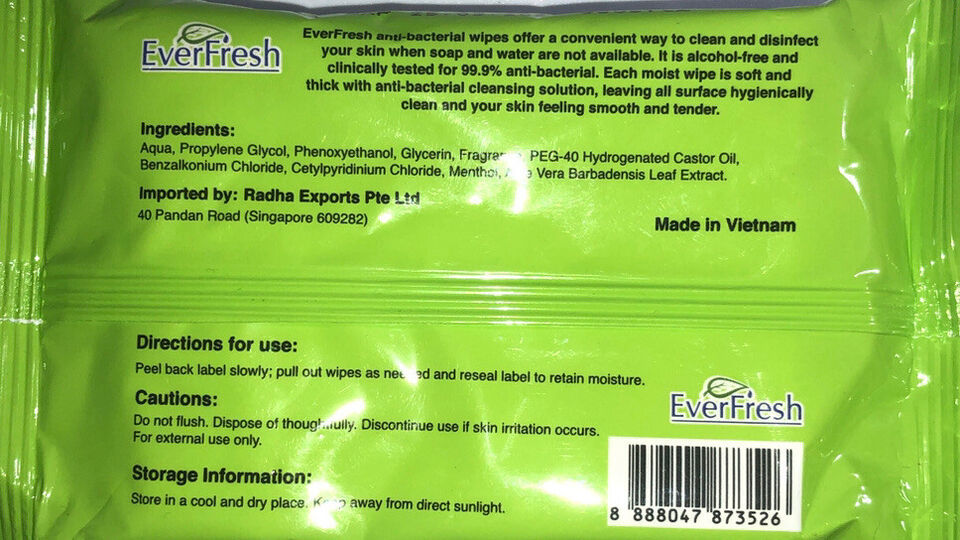 EverFresh
EverFresh anti-bacterial wipes offer a convenient way to clean and disinfect
your skin when soap and water are not available. It is alcohol-free and
clinically tested for 99.9% anti-bacterial. Each moist wipe is soft and
thick with anti-bacterial cleansing solution, leaving all surface hygienically
clean and your skin feeling smooth and tender.
Ingredients:
Aqua, Propylene Glycol, Phenoxyethanol, Glycerin, PEG-40 Hydrogenated Castor Oil,
Benzalkonium Chloride, Cetylpyridinium Chloride, Menthol, Vera Barbadensis Leaf Extract.
Imported by: Radha Exports Pte Ltd
40 Pandan Road (Singapore 609282)
Made in Vietnam
Directions for use:
Peel back label slowly; pull out wipes as needed and reseal label to retain moisture.
Cautions:
Do not flush. Dispose of thoughtfully. Discontinue use if skin irritation occurs.
For external use only.
EverFresh
Storage Information:
Store in a cool and dry place. Keep away from direct sunlight.
8 888047 873526